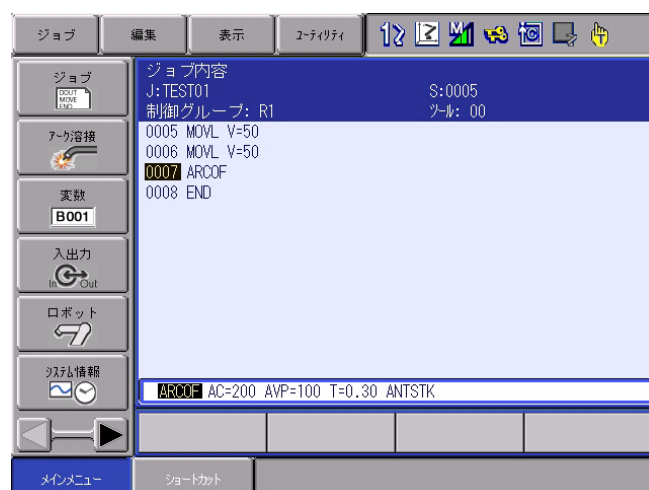 ジョブ 編集 表示 ユーティリティ
ジョブ
DOUT
MOVE
END
アーク溶接
変数
B001
入出力
In Out
ロボット
システム情報
ジョブ内容
J:TEST01 S:0005
制御グループ: R1 ツール: 00
0005 MOVL V=50
0006 MOVL V=50
0007 ARCOF
0008 END
ARCOF AC=200 AVP=100 T=0.30 ANTSTK
メインメニュー ショートカット